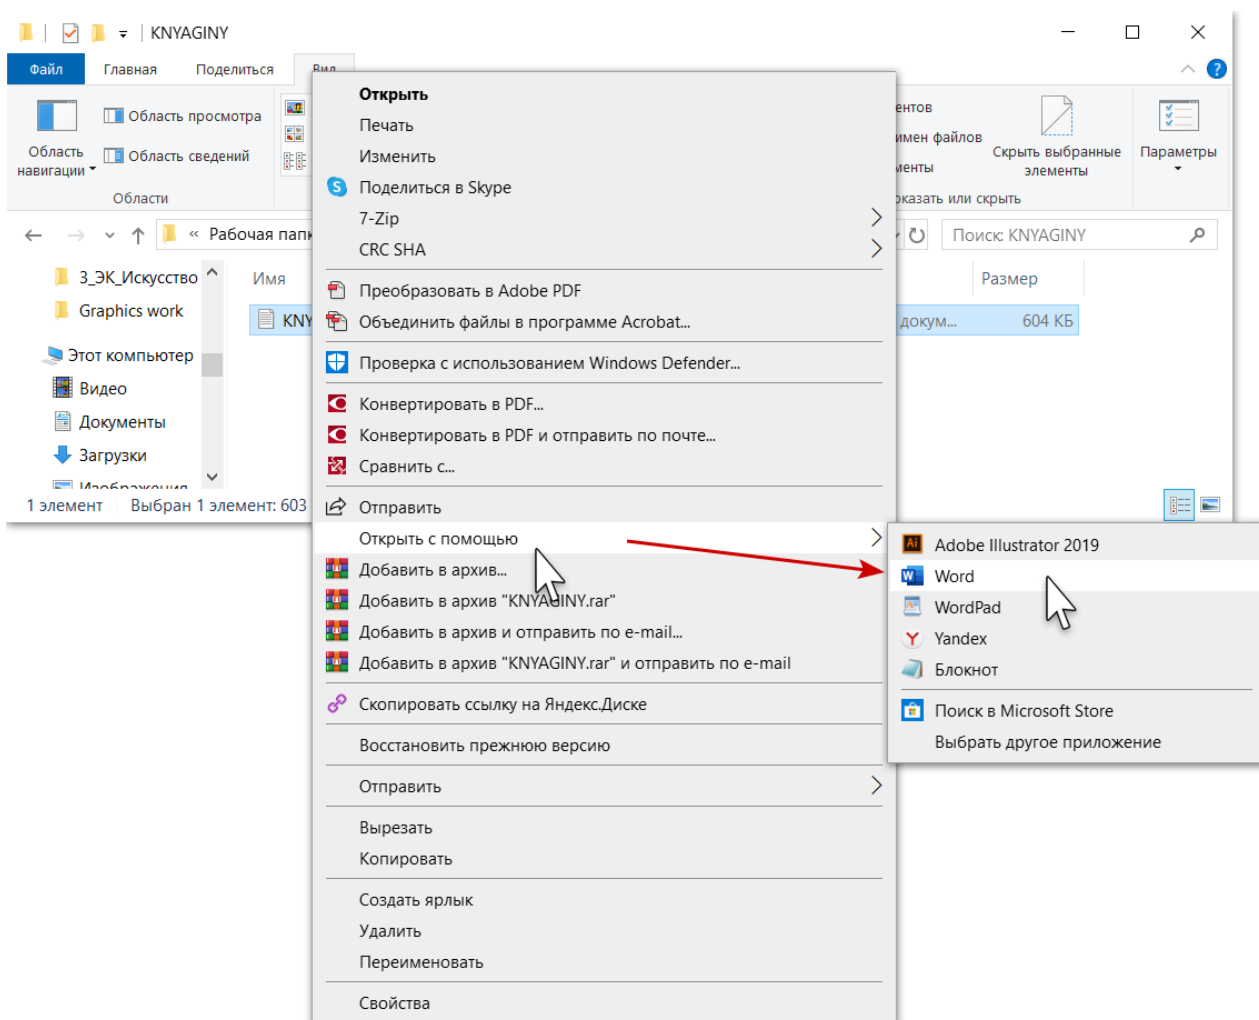 KNYAGINY
Файл Главная Поделиться Вид
Область навигации
Область просмотра
Область сведений
Области
ентов
имен файлов
менты
Скрыть выбранные элементы
оказать или скрыть
Параметры
« Рабочая папк
Поиск: KNYAGINY
3_ЭК_Искусство
Graphics work
Этот компьютер
Видео
Документы
Загрузки
Изображения
Имя
Размер
KNY
докум...
604 КБ
1 элемент Выбран 1 элемент: 603
Открыть
Печать
Изменить
Поделиться в Skype
7-Zip
CRC SHA
Преобразовать в Adobe PDF
Объединить файлы в программе Acrobat...
Проверка с использованием Windows Defender...
Конвертировать в PDF...
Конвертировать в PDF и отправить по почте...
Сравнить с...
Отправить
Открыть с помощью
Добавить в архив...
Добавить в архив "KNYAGINY.rar"
Добавить в архив и отправить по e-mail...
Добавить в архив "KNYAGINY.rar" и отправить по e-mail
Скопировать ссылку на Яндекс.Диске
Восстановить прежнюю версию
Отправить
Вырезать
Копировать
Создать ярлык
Удалить
Переименовать
Свойства
Adobe Illustrator 2019
Word
WordPad
Yandex
Блокнот
Поиск в Microsoft Store
Выбрать другое приложение